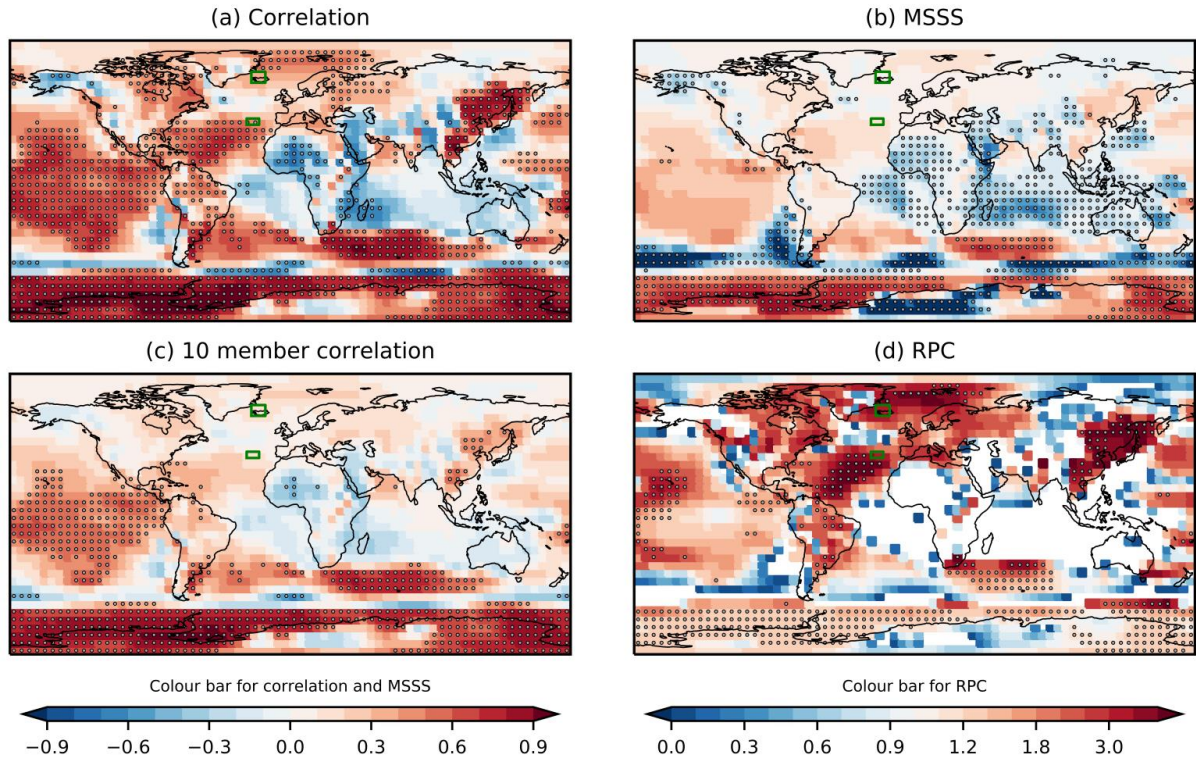 (a) Correlation
(b) MSSS
(c) 10 member correlation
(d) RPC
Colour bar for correlation and MSSS
−0.9 −0.6 −0.3 0.0 0.3 0.6 0.9
Colour bar for RPC
0.0 0.3 0.6 0.9 1.2 1.8 3.0